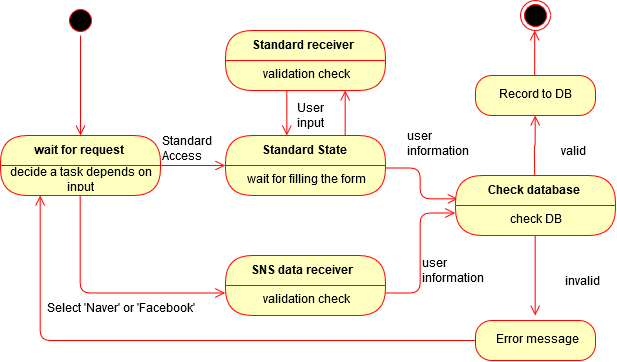 Standard receiver
validation check
User
input
Record to DB
wait for request
decide a task depends on
input
Standard
Access
Standard State
wait for filling the form
user
information
valid
Check database
check DB
SNS data receiver
validation check
user
information
invalid
Select 'Naver' or 'Facebook'
Error message